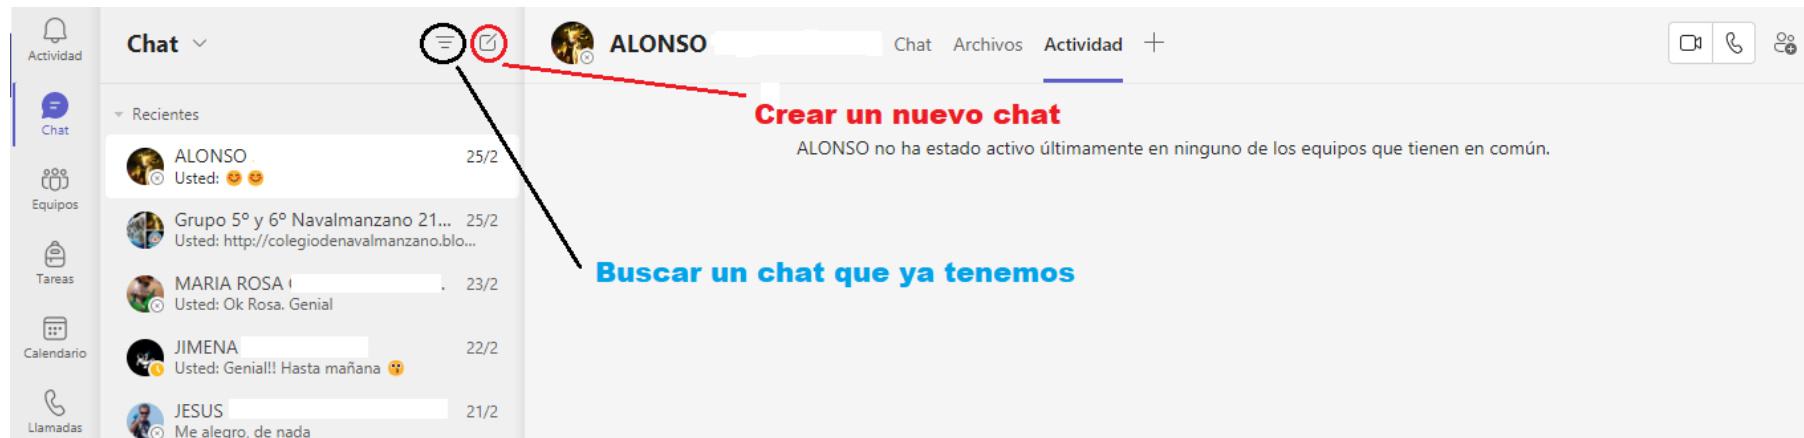 Actividad
Chat
Equipos
Tareas
Calendario
Llamadas
Chat
Recientes
ALONSO
25/2
Usted: 😊 😊
Grupo 5º y 6º Navalmanzano 21...
25/2
Usted: http://colegiodenavalmanzano.blo...
MARIA ROSA
23/2
Usted: Ok Rosa. Genial
JIMENA
22/2
Usted: Genial!! Hasta mañana
JESUS
21/2
Me alegro, de nada
ALONSO
Chat Archivos Actividad
Crear un nuevo chat
ALONSO no ha estado activo últimamente en ninguno de los equipos que tienen en común.
Buscar un chat que ya tenemos